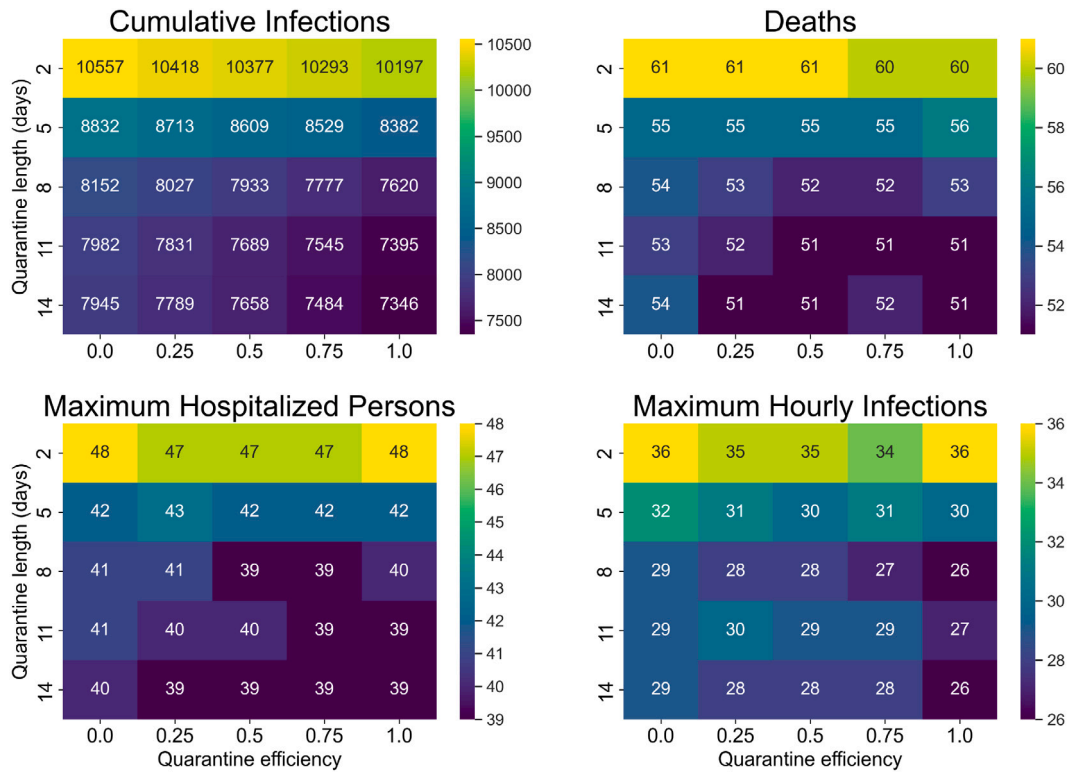 Cumulative Infections
Quarantine length (days)
2 10557 10418 10377 10293 10197
5 8832 8713 8609 8529 8382
8 8152 8027 7933 7777 7620
11 7982 7831 7689 7545 7395
14 7945 7789 7658 7484 7346
0.0 0.25 0.5 0.75 1.0
10500
10000
9500
9000
8500
8000
7500
Deaths
61 61 61 60 60
55 55 55 55 56
54 53 52 52 53
53 52 51 51 51
54 51 51 52 51
0.0 0.25 0.5 0.75 1.0
60
58
56
54
52
Maximum Hospitalized Persons
Quarantine length (days)
2 48 47 47 47 48
5 42 43 42 42 42
8 41 41 39 39 40
11 41 40 40 39 39
14 40 39 39 39 39
0.0 0.25 0.5 0.75 1.0
Quarantine efficiency
48
47
46
45
44
43
42
41
40
39
Maximum Hourly Infections
2 36 35 35 34 36
5 32 31 30 31 30
8 29 28 28 27 26
11 29 30 29 29 27
14 29 28 28 28 26
0.0 0.25 0.5 0.75 1.0
Quarantine efficiency
36
34
32
30
28
26